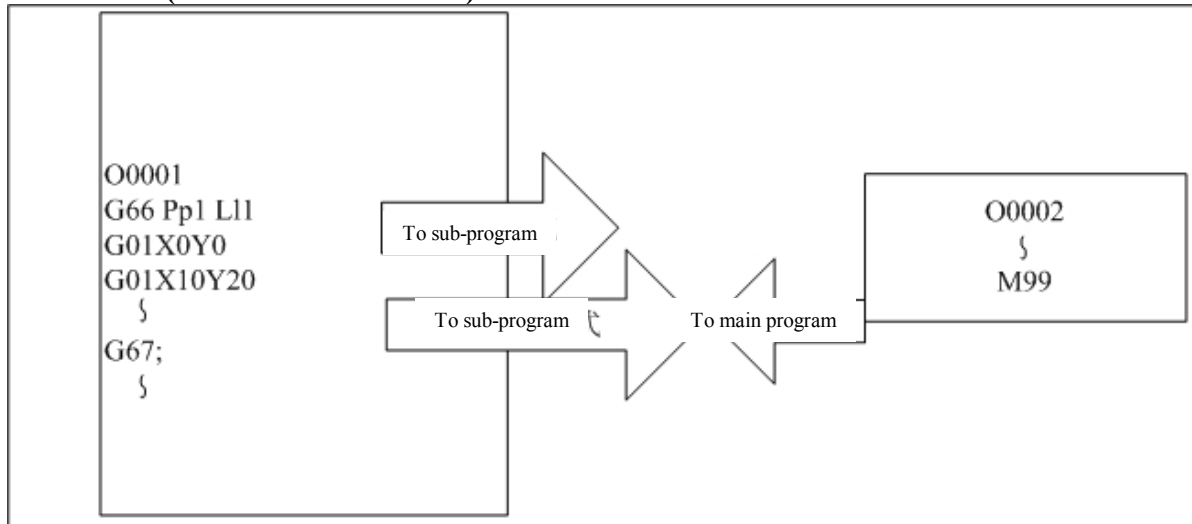 O0001
G66 Pp1 Ll1
G01X0Y0
G01X10Y20
G67;
To sub-program
To sub-program
To main program
O0002
M99